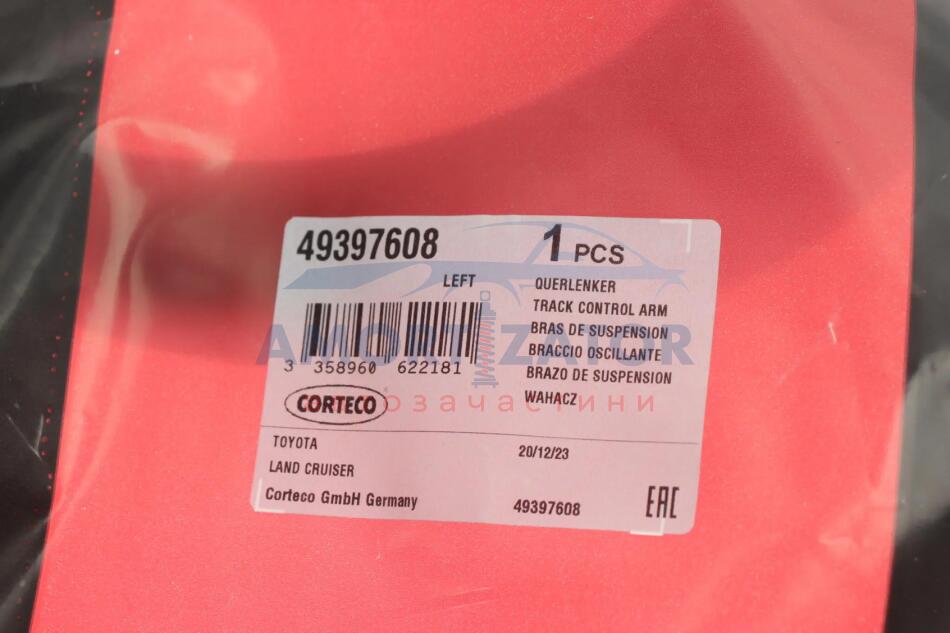 49397608
1 PCS
LEFT
QUERLENKER
TRACK CONTROL ARM
BRAS DE SUSPENSION
BRACCIO OSCILLANTE
BRAZO DE SUSPENSION
WAHACZ
3 358960 622181
AMORTIZATOR
автозачастини
CORTECO
TOYOTA
20/12/23
LAND CRUISER
Corteco GmbH Germany
49397608
EAC